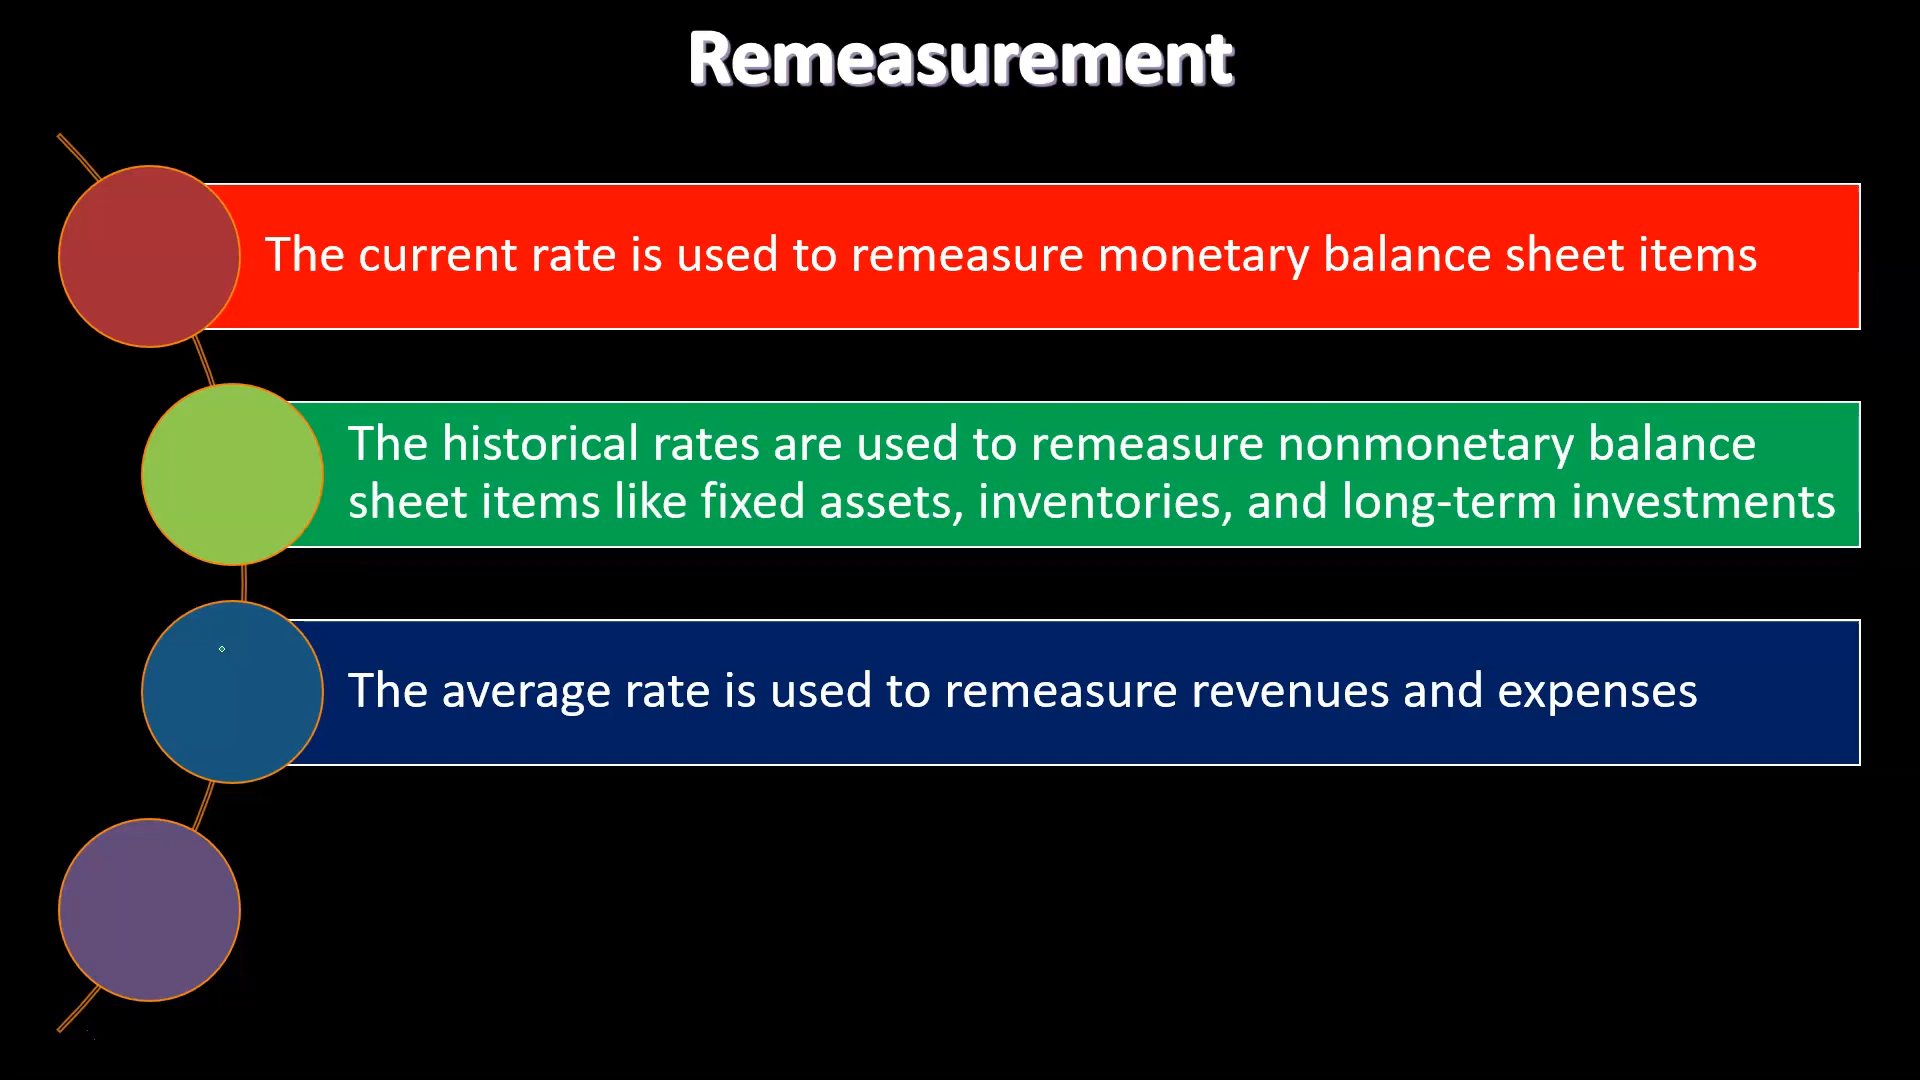 Remeasurement
The current rate is used to remeasure monetary balance sheet items
The historical rates are used to remeasure nonmonetary balance
sheet items like fixed assets, inventories, and long-term investments
The average rate is used to remeasure revenues and expenses